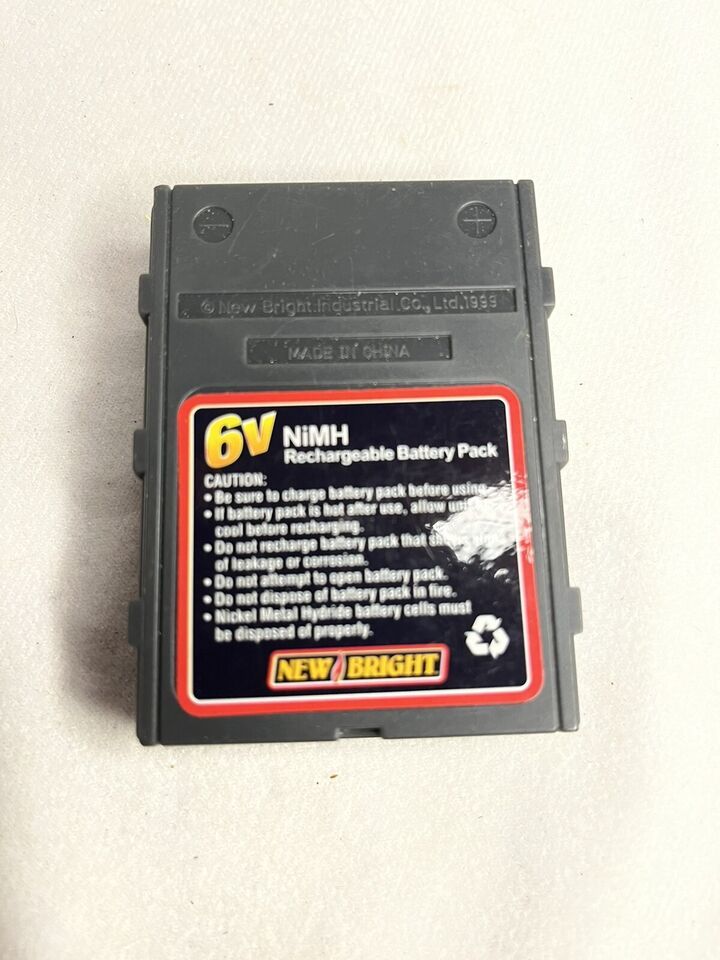 © New Bright Industrial Co., Ltd. 1999
MADE IN CHINA
6V NiMH
Rechargeable Battery Pack
CAUTION:
• Be sure to charge battery pack before using.
• If battery pack is hot after use, allow
cool before recharging.
• Do not recharge battery pack that
of leakage or corrosion.
• Do not attempt to open battery pack.
• Do not dispose of battery pack in fire.
• Nickel Metal Hydride battery cells must
be disposed of properly.
NEW BRIGHT